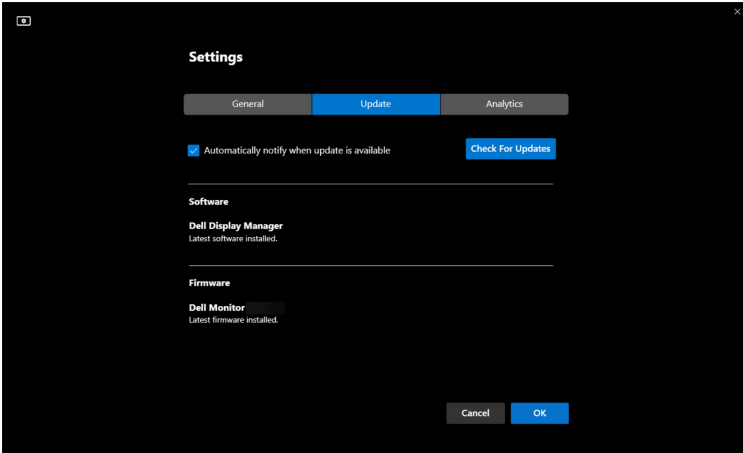 Settings
General Update Analytics
Automatically notify when update is available Check For Updates
Software
Dell Display Manager
Latest software installed.
Firmware
Dell Monitor
Latest firmware installed.
Cancel OK